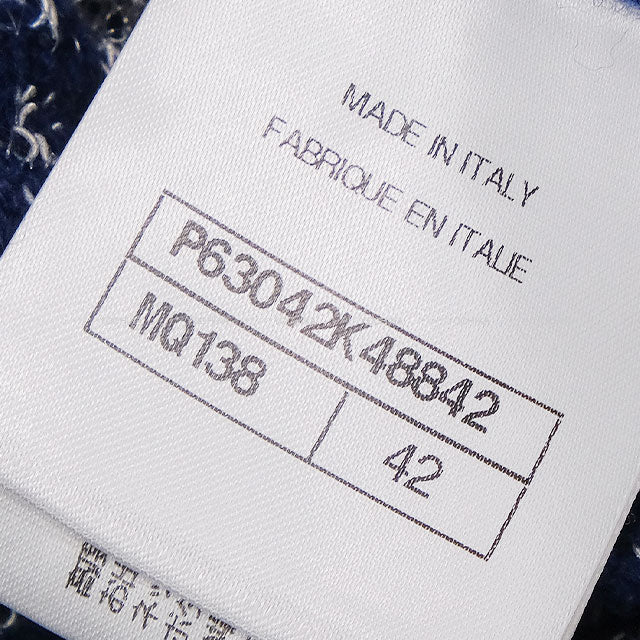 MADE IN ITALY
FABRIQUE EN ITALIE
P63042K48842
MQ138
42